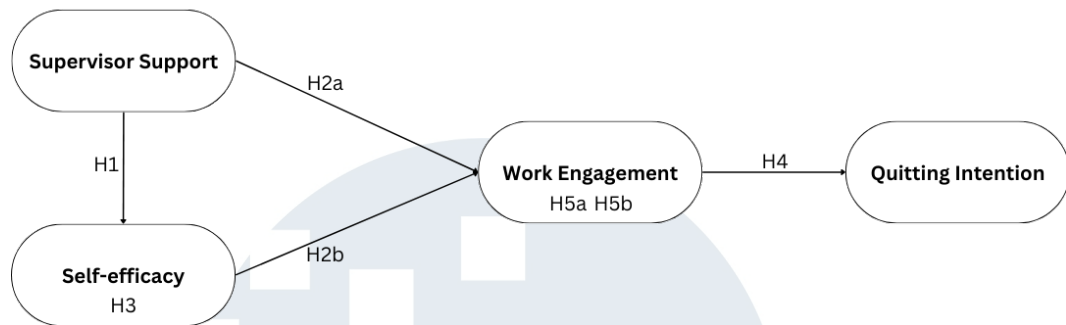 Supervisor Support
H2a
H1
Work Engagement
H5a H5b
H4
Quitting Intention
H2b
Self-efficacy
H3